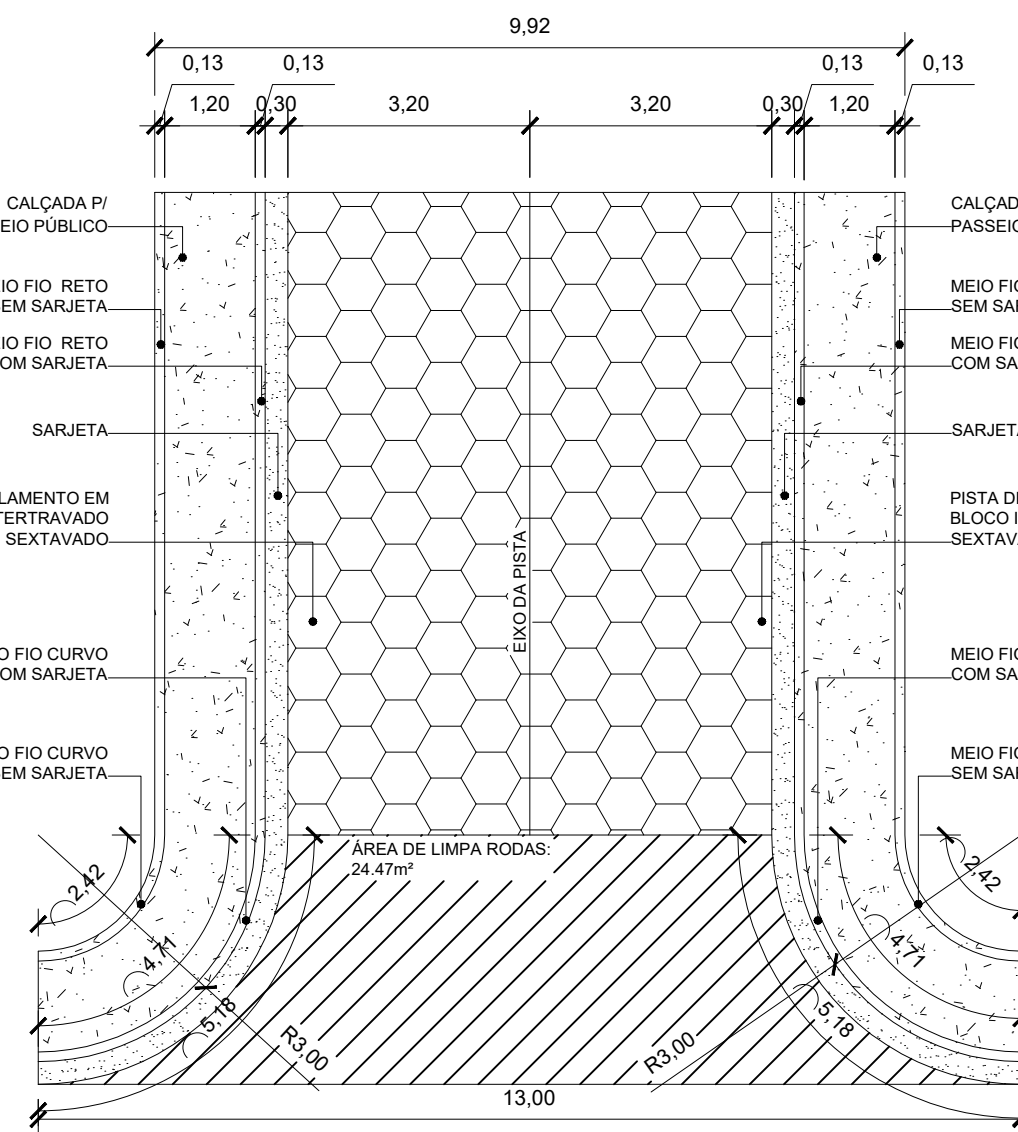 9,92
0,13
0,13
0,13
0,13
1,20
0,30
3,20
3,20
0,30
1,20
CALÇADA P/
EIO PÚBLICO
IO FIO RETO
SEM SARJETA
IO FIO RETO
OM SARJETA
SARJETA
LAMENTO EM
TERTRAVADO
SEXTAVADO
O FIO CURVO
OM SARJETA
O FIO CURVO
SEM SARJETA
CALÇAD
PASSEIO
MEIO FIO
SEM SAR
MEIO FIO
COM SA
SARJETA
PISTA DE
BLOCO I
SEXTAVA
MEIO FIO
COM SA
MEIO FIO
SEM SAR
EIXO DA PISTA
ÁREA DE LIMPA RODAS:
24.47m²
2,42
4,71
5,18
R3,00
R3,00
5,18
4,71
2,42
13,00